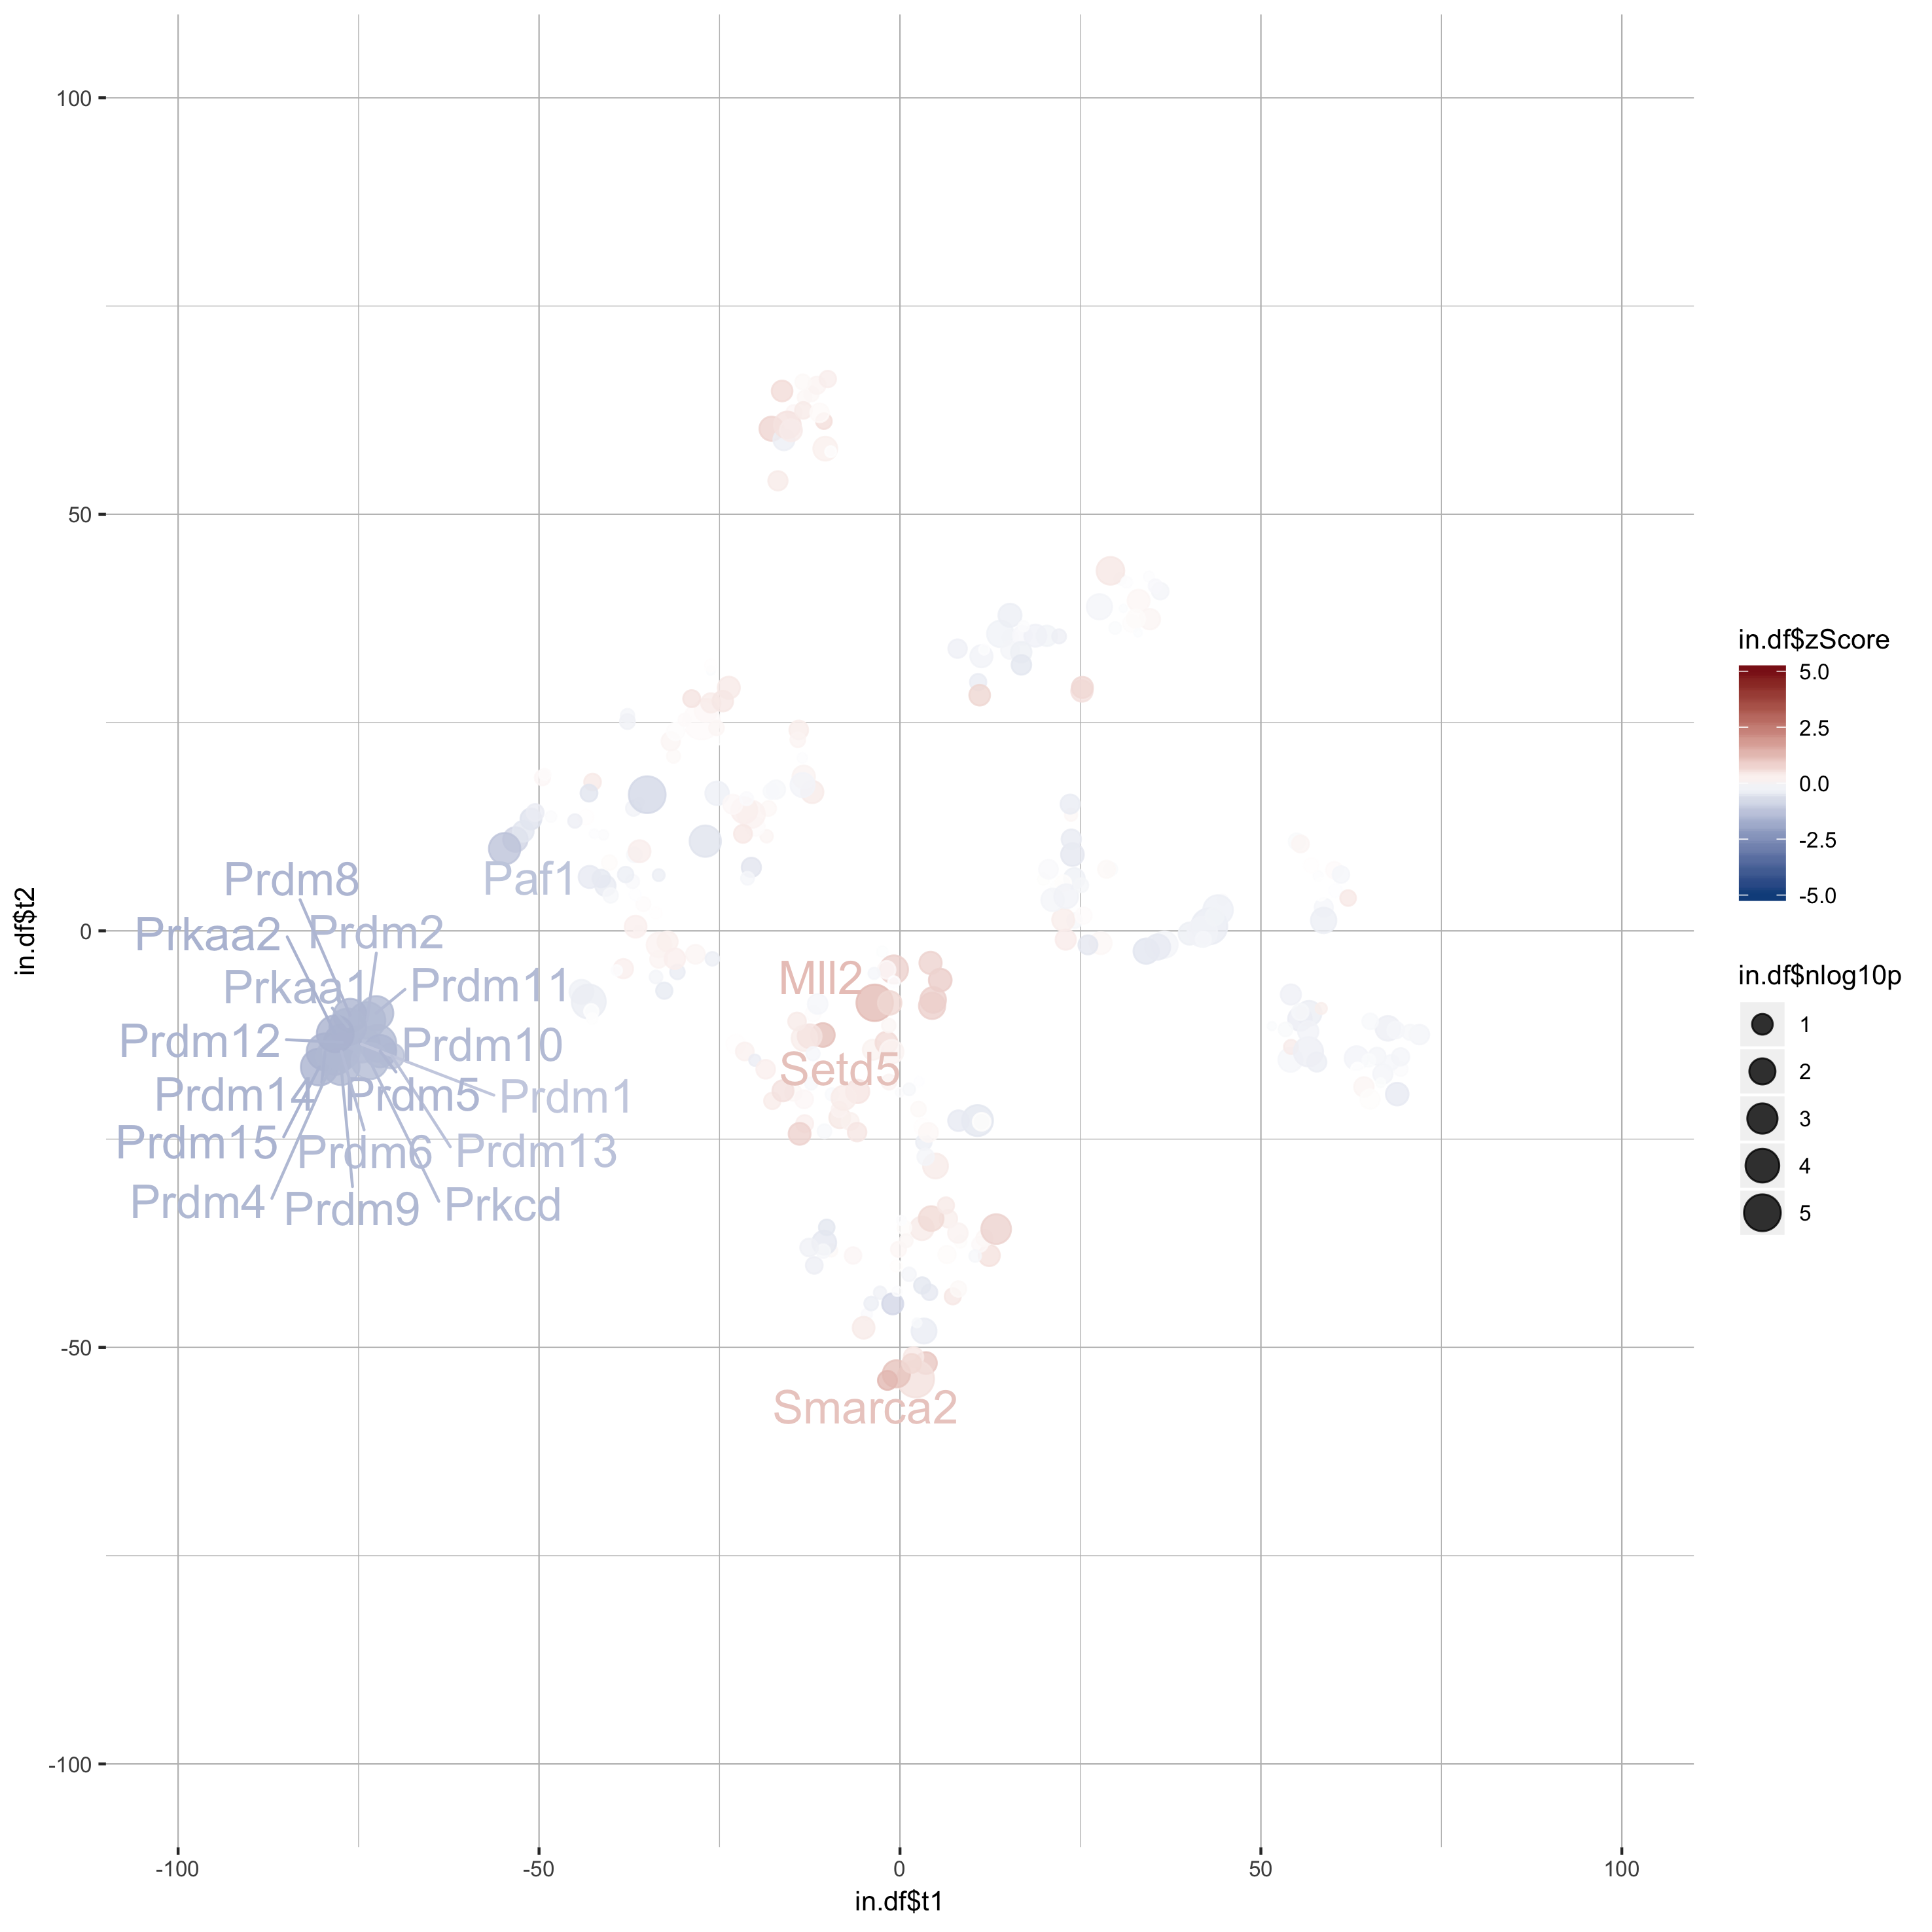 100
50
0
-50
-100
in.df$t2
Prdm8
Paf1
Prkaa2
Prdm2
Prkaa1
Prdm11
Mll2
Prdm12
Prdm10
Setd5
Prdm14
Prdm5
Prdm1
Prdm15
Prdm6
Prdm13
Prdm4
Prdm9
Prkcd
Smarca2
-100
-50
0
50
100
in.df$t1
in.df$zScore
5.0
2.5
0.0
-2.5
-5.0
in.df$nlog10p
1
2
3
4
5